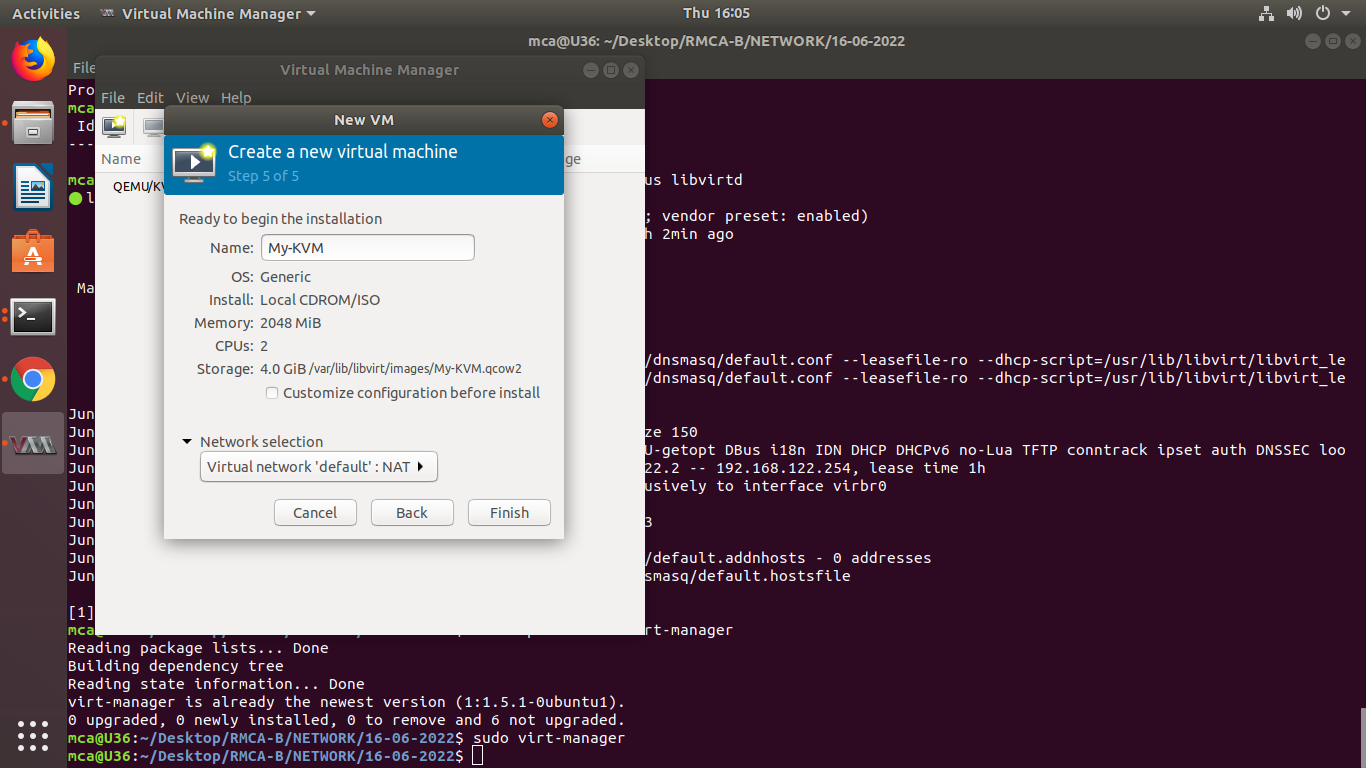 Activities Virtual Machine Manager Thu 16:05
mca@U36: ~/Desktop/RMCA-B/NETWORK/16-06-2022
File
Virtual Machine Manager
File Edit View Help
New VM
Create a new virtual machine
Step 5 of 5
Name
QEMU/KV
Ready to begin the installation
Name: My-KVM
OS: Generic
Install: Local CDROM/ISO
Memory: 2048 MiB
CPUs: 2
Storage: 4.0 GiB /var/lib/libvirt/images/My-KVM.qcow2
Customize configuration before install
Network selection
Virtual network 'default' : NAT
Cancel Back Finish
Pro
mca
Id
---
mca us libvirtd
l
; vendor preset: enabled)
h 2min ago
Ma
/dnsmasq/default.conf --leasefile-ro --dhcp-script=/usr/lib/libvirt/libvirt_le
/dnsmasq/default.conf --leasefile-ro --dhcp-script=/usr/lib/libvirt/libvirt_le
Jun
Jun ze 150
Jun U-getopt DBus i18n IDN DHCP DHCPv6 no-Lua TFTP conntrack ipset auth DNSSEC loo
Jun 22.2 -- 192.168.122.254, lease time 1h
Jun usively to interface virbr0
Jun
Jun 3
Jun
Jun /default.addnhosts - 0 addresses
Jun smasq/default.hostsfile
[1]
mca rt-manager
Reading package lists... Done
Building dependency tree
Reading state information... Done
virt-manager is already the newest version (1:1.5.1-0ubuntu1).
0 upgraded, 0 newly installed, 0 to remove and 6 not upgraded.
mca@U36:~/Desktop/RMCA-B/NETWORK/16-06-2022$ sudo virt-manager
mca@U36:~/Desktop/RMCA-B/NETWORK/16-06-2022$